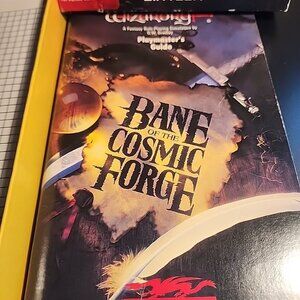 Wizardry
A Fantasy Role Playing Simulation by
D.W. Bradley
Playmaster's
Guide
BANE
OF THE
COSMIC
FORGE